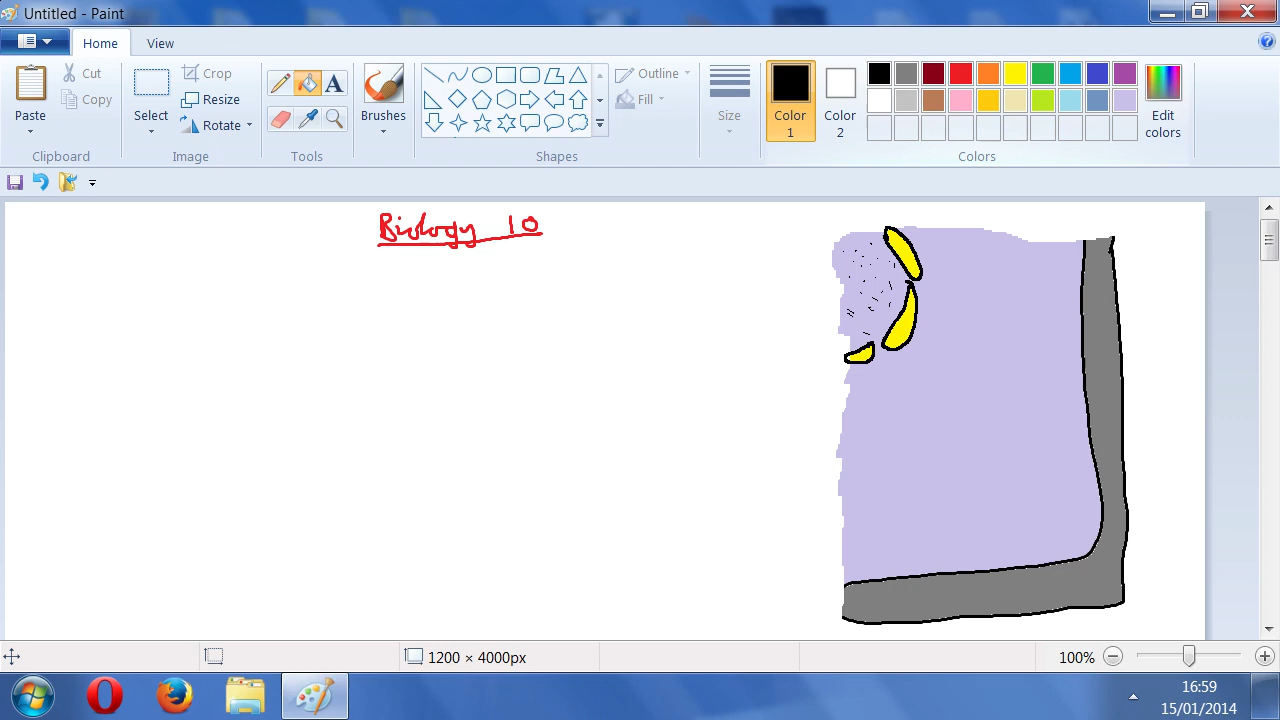 Untitled - Paint
Home View
Paste
Cut
Copy
Clipboard
Select
Crop
Resize
Rotate
Image
Tools
Brushes
Shapes
Outline
Fill
Size
Color 1
Color 2
Edit colors
Colors
Biology 10
1200 × 4000px
100%
16:59
15/01/2014